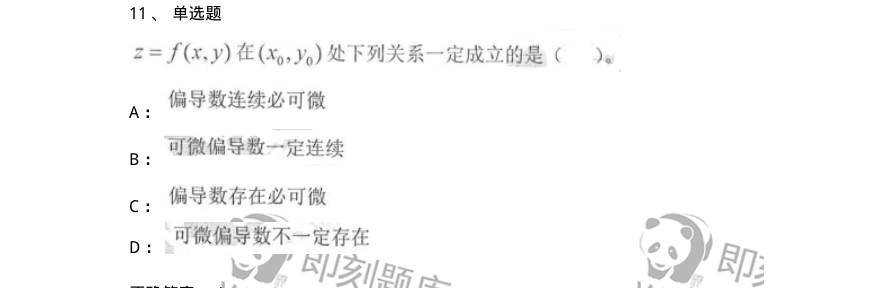 11、 单选题
z = f(x, y) 在 (x₀, y₀) 处下列关系一定成立的是（ ）。
A： 偏导数连续必可微
B： 可微偏导数一定连续
C： 偏导数存在必可微
D： 可微偏导数不一定存在
即刻题库
即刻